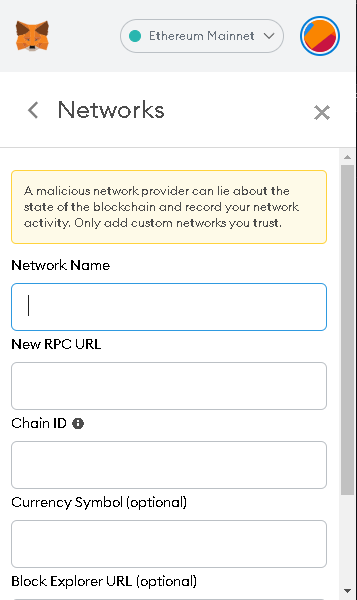 Ethereum Mainnet
Networks
A malicious network provider can lie about the
state of the blockchain and record your network
activity. Only add custom networks you trust.
Network Name
New RPC URL
Chain ID
Currency Symbol (optional)
Block Explorer URL (optional)